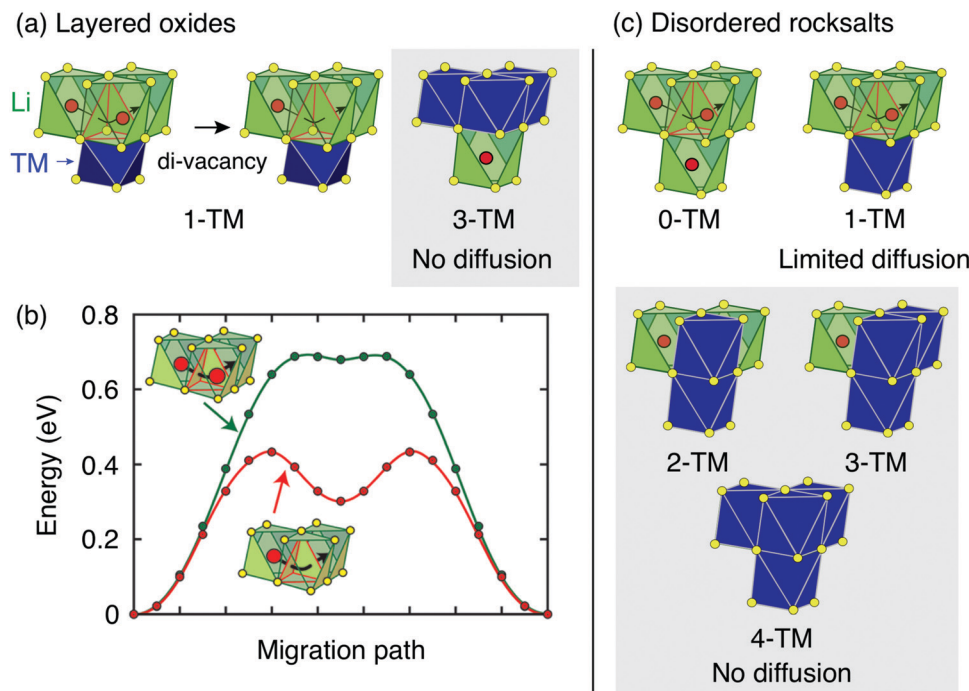 (a) Layered oxides
Li
TM
di-vacancy
1-TM
3-TM
No diffusion
(b)
0.8
0.6
0.4
0.2
0
Energy (eV)
Migration path
(c) Disordered rocksalts
0-TM
1-TM
Limited diffusion
2-TM
3-TM
4-TM
No diffusion